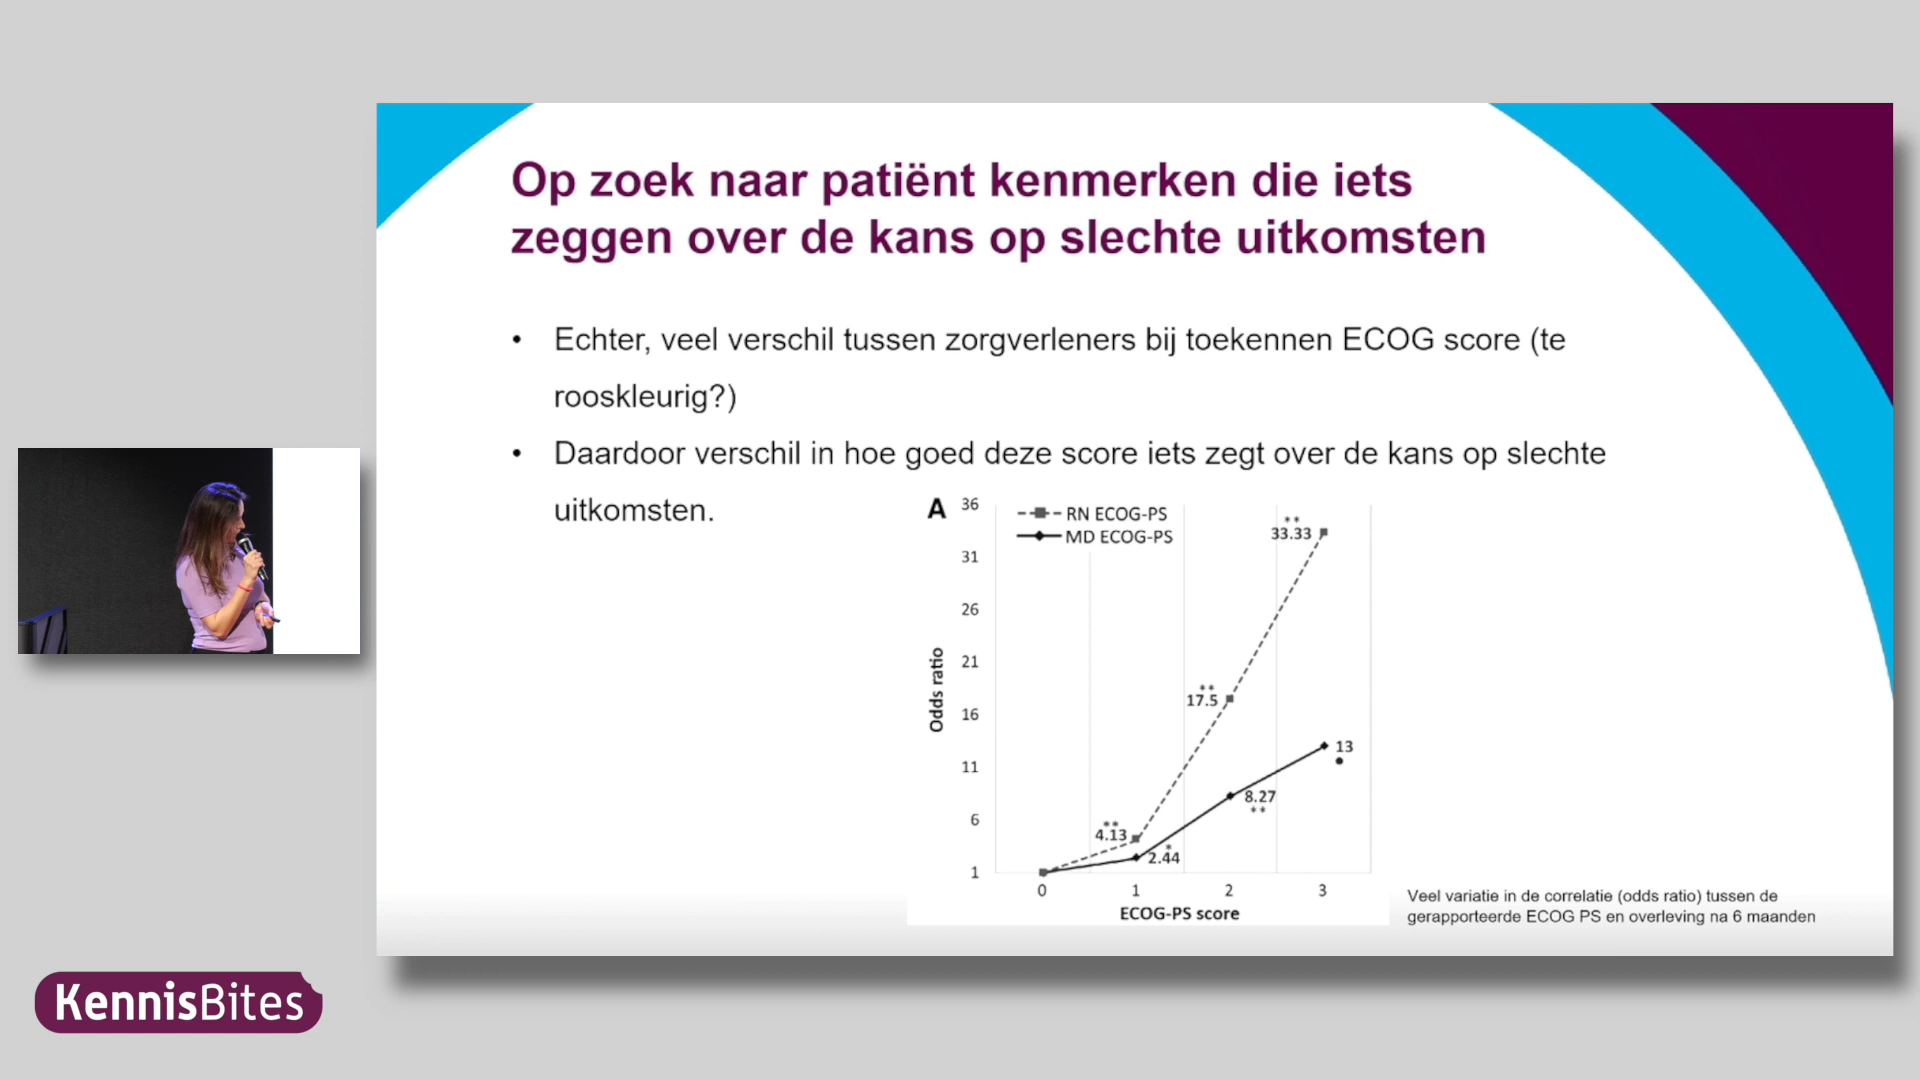 Op zoek naar patiënt kenmerken die iets
zeggen over de kans op slechte uitkomsten
• Echter, veel verschil tussen zorgverleners bij toekennen ECOG score (te
rooskleurig?)
• Daardoor verschil in hoe goed deze score iets zegt over de kans op slechte
uitkomsten.
A
RN ECOG-PS
MD ECOG-PS
Odds ratio
36
31
26
21
16
11
6
1
**
33.33
**
17.5
13
•
8.27
**
**
4.13
*
2.44
0 1 2 3
ECOG-PS score
Veel variatie in de correlatie (odds ratio) tussen de
gerapporteerde ECOG PS en overleving na 6 maanden
KennisBites